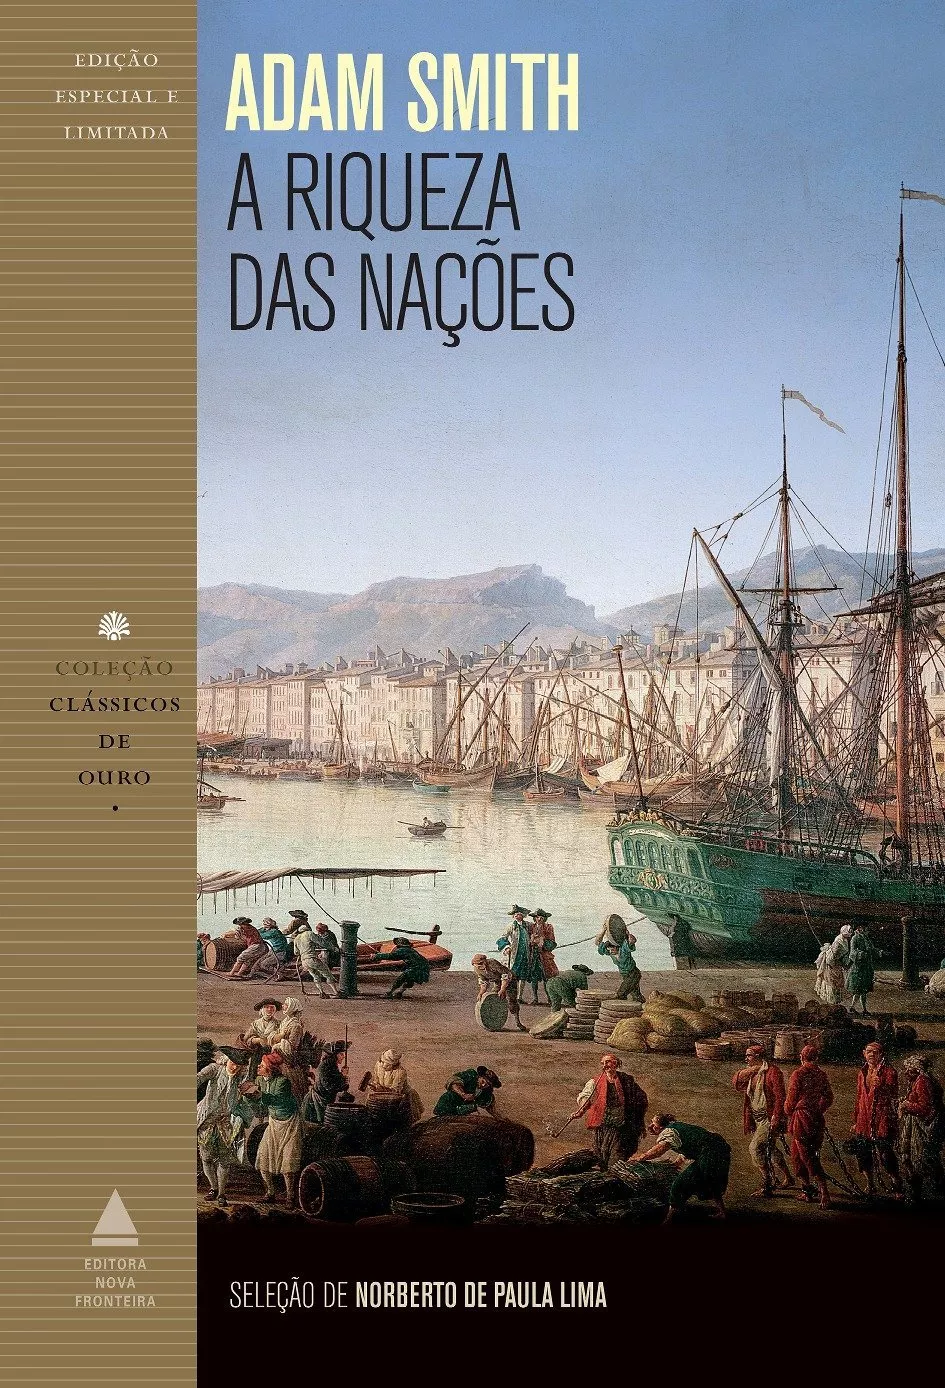 EDIÇÃO
ESPECIAL E
LIMITADA
ADAM SMITH
A RIQUEZA
DAS NAÇÕES
COLEÇÃO
CLÁSSICOS
DE
OURO
EDITORA
NOVA
FRONTEIRA
SELEÇÃO DE NORBERTO DE PAULA LIMA